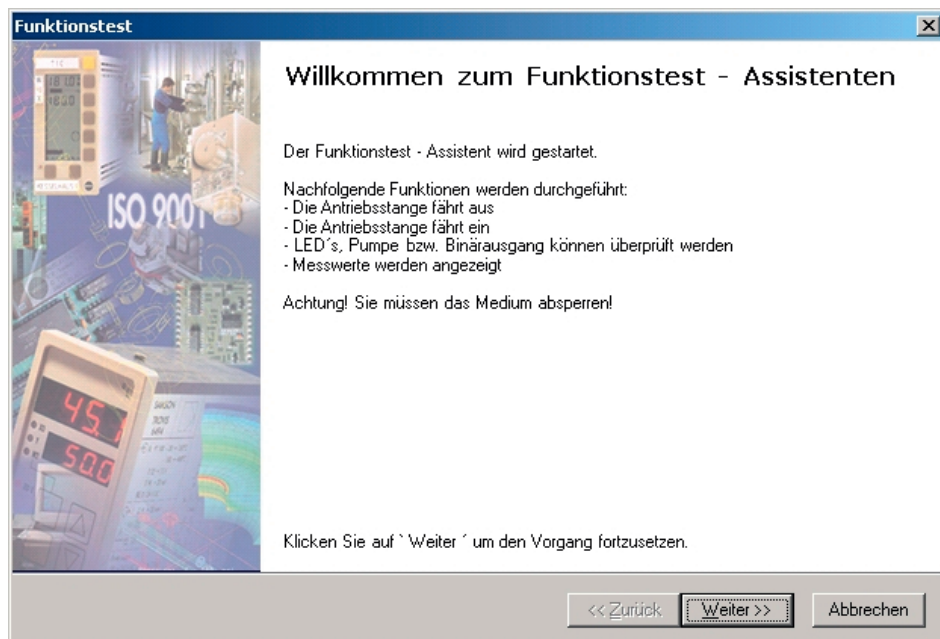 Funktionstest
Willkommen zum Funktionstest - Assistenten
Der Funktionstest - Assistent wird gestartet.
Nachfolgende Funktionen werden durchgeführt:
- Die Antriebsstange fährt aus
- Die Antriebsstange fährt ein
- LED´s, Pumpe bzw. Binärausgang können überprüft werden
- Messwerte werden angezeigt
Achtung! Sie müssen das Medium absperren!
ISO 9001
45.1
50.0
SAMSON
Klicken Sie auf ` Weiter ´ um den Vorgang fortzusetzen.
<< Zurück
Weiter >>
Abbrechen